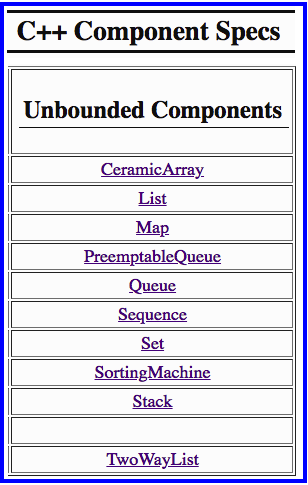 C++ Component Specs
Unbounded Components
CeramicArray
List
Map
PreemptableQueue
Queue
Sequence
Set
SortingMachine
Stack
TwoWayList